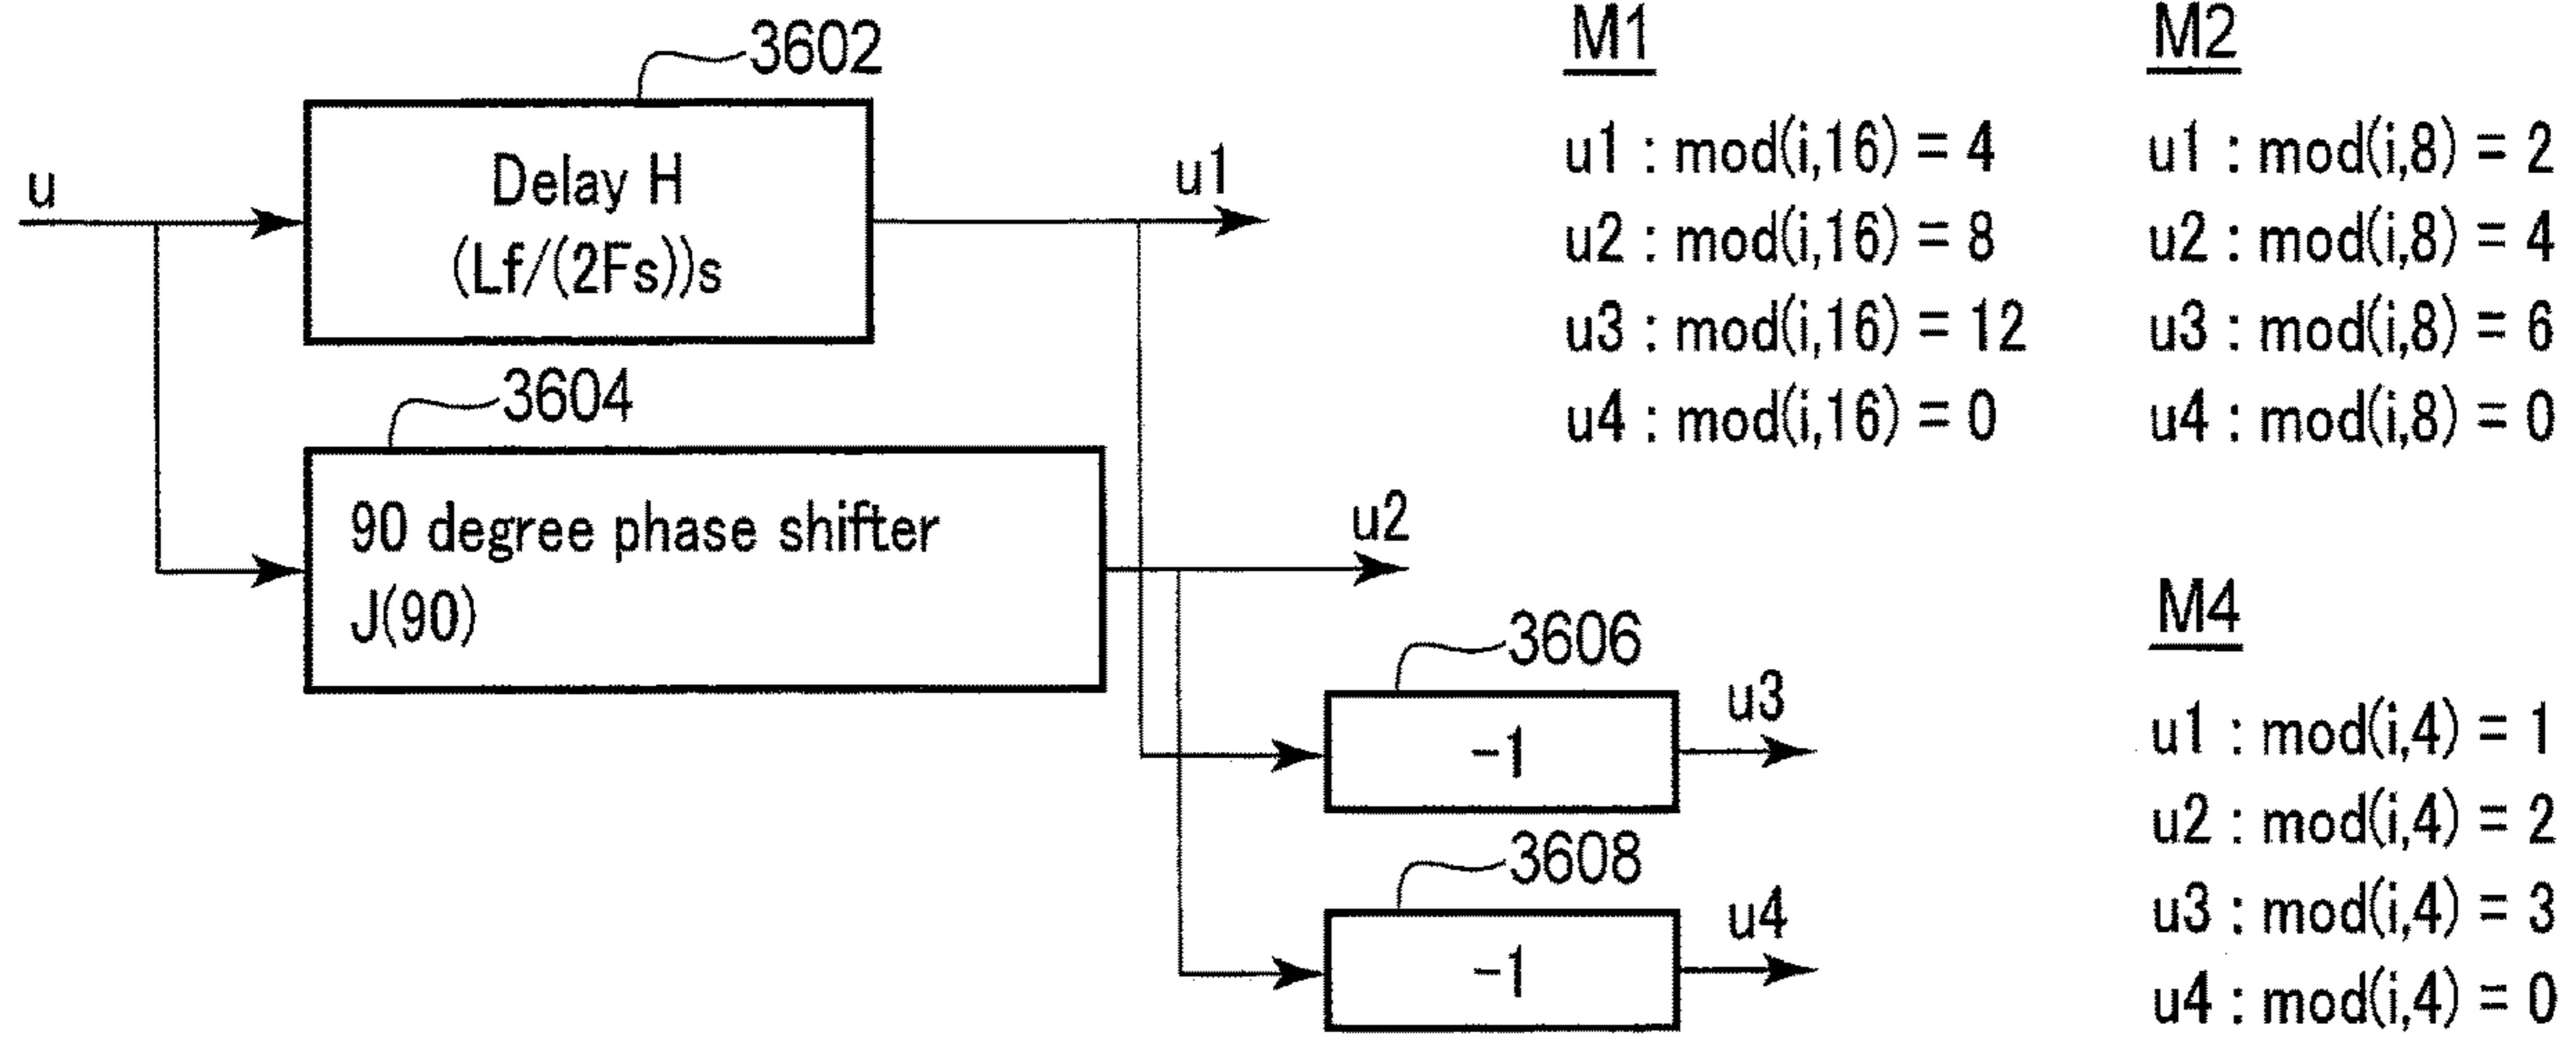 3602
u
Delay H
(Lf/(2Fs))s
u1
3604
90 degree phase shifter
J(90)
u2
3606
-1
u3
3608
-1
u4
M1
u1 : mod(i,16) = 4
u2 : mod(i,16) = 8
u3 : mod(i,16) = 12
u4 : mod(i,16) = 0
M2
u1 : mod(i,8) = 2
u2 : mod(i,8) = 4
u3 : mod(i,8) = 6
u4 : mod(i,8) = 0
M4
u1 : mod(i,4) = 1
u2 : mod(i,4) = 2
u3 : mod(i,4) = 3
u4 : mod(i,4) = 0